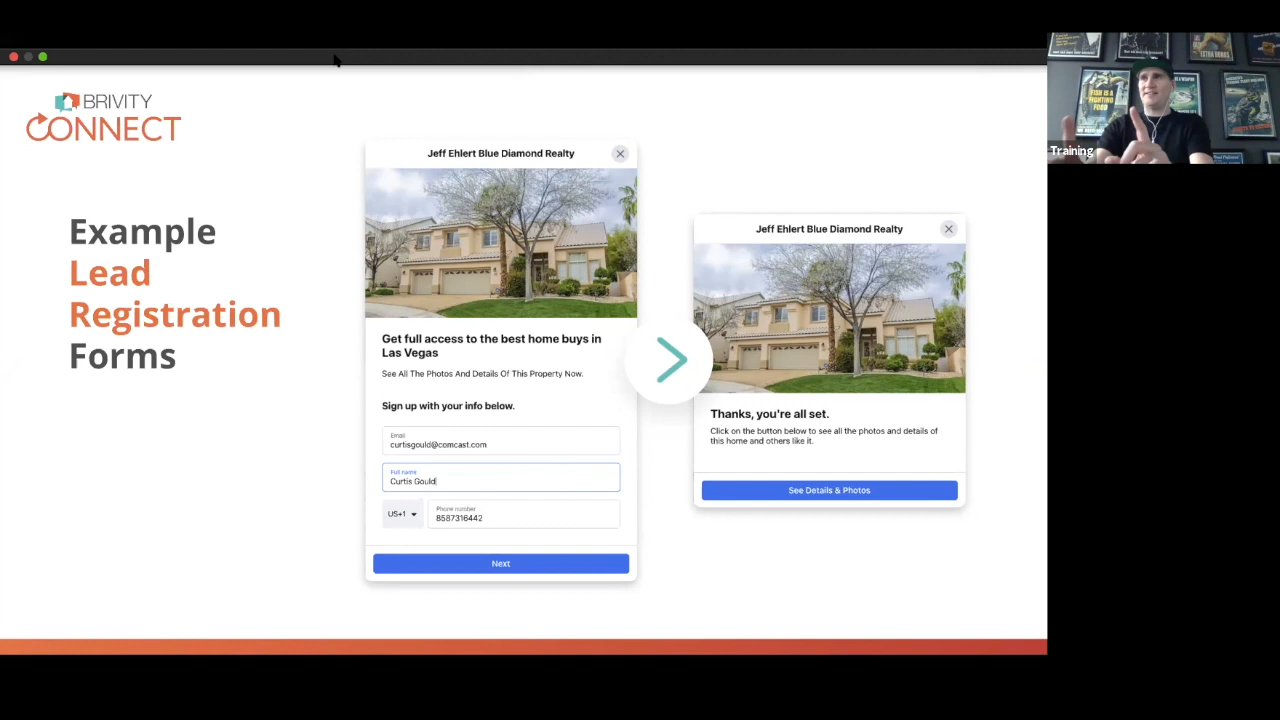 BRIVITY
CONNECT
Example
Lead
Registration
Forms
Jeff Ehlert Blue Diamond Realty
Get full access to the best home buys in
Las Vegas
See All The Photos And Details Of This Property Now.
Sign up with your info below.
Email
curtisgould@comcast.com
Full name
Curtis Gould
US+1
Phone number
8587316442
Next
Jeff Ehlert Blue Diamond Realty
Thanks, you're all set.
Click on the button below to see all the photos and details of
this home and others like it.
See Details & Photos
FISH IS A
FIGHTING
FOOD
Training